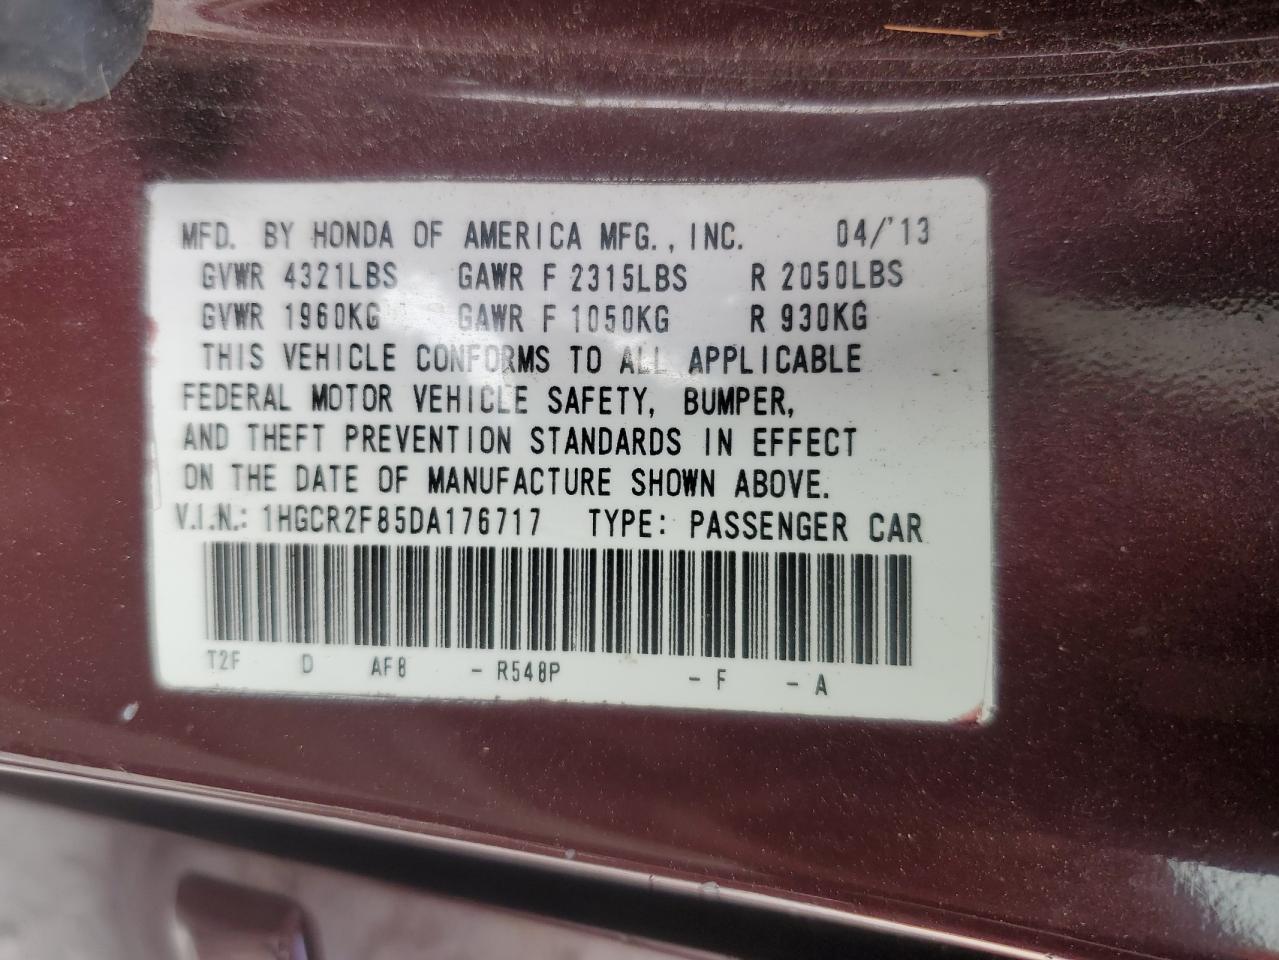 MFD. BY HONDA OF AMERICA MFG., INC. 04/'13
GVWR 4321LBS GAWR F 2315LBS R 2050LBS
GVWR 1960KG GAWR F 1050KG R 930KG
THIS VEHICLE CONFORMS TO ALL APPLICABLE
FEDERAL MOTOR VEHICLE SAFETY, BUMPER,
AND THEFT PREVENTION STANDARDS IN EFFECT
ON THE DATE OF MANUFACTURE SHOWN ABOVE.
V.I.N.: 1HGCR2F85DA176717 TYPE: PASSENGER CAR
T2F D AF8 - R548P - F - A